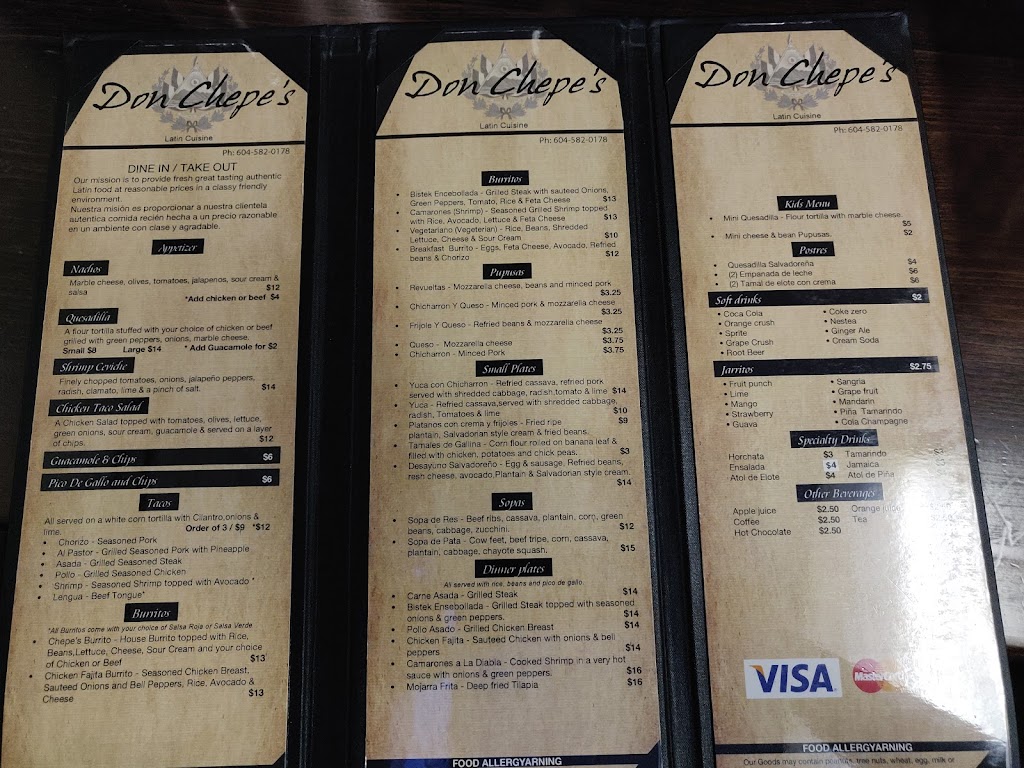 Don Chepe's
Latin Cuisine
Ph: 604-582-0178
DINE IN / TAKE OUT
Our mission is to provide fresh great tasting authentic
Latin food at reasonable prices in a classy friendly
environment.
Nuestra misión es proporcionar a nuestra clientela
autentica comida recién hecha a un precio razonable
en un ambiente con clase y agradable.
Appetizer
Nachos
Marble cheese, olives, tomatoes, jalapenos, sour cream &
salsa $12
*Add chicken or beef $4
Quesadilla
A flour tortilla stuffed with your choice of chicken or beef
grilled with green peppers, onions, marble cheese.
Small $8 Large $14 * Add Guacamole for $2
Shrimp Ceviche
Finely chopped tomatoes, onions, jalapeño peppers,
radish, clamato, lime & a pinch of salt. $14
Chicken Taco Salad
A Chicken Salad topped with tomatoes, olives, lettuce,
green onions, sour cream, guacamole & served on a layer
of chips. $12
Guacamole & Chips $6
Pico De Gallo and Chips $6
Tacos
All served on a white corn tortilla with Cilantro,onions &
lime. Order of 3 / $9 *$12
• Chorizo - Seasoned Pork
• Al Pastor - Grilled Seasoned Pork with Pineapple
• Asada - Grilled Seasoned Steak
• Pollo - Grilled Seasoned Chicken
• Shrimp - Seasoned Shrimp topped with Avocado *
• Lengua - Beef Tongue*
Burritos
*All Burritos come with your choice of Salsa Roja or Salsa Verde
• Chepe's Burrito - House Burrito topped with Rice,
Beans,Lettuce, Cheese, Sour Cream and your choice
of Chicken or Beef $13
• Chicken Fajita Burrito - Seasoned Chicken Breast,
Sauteed Onions and Bell Peppers, Rice, Avocado &
Cheese $13
Don Chepe's
Latin Cuisine
Ph: 604-582-0178
Burritos
• Bistek Encebollada - Grilled Steak with sauteed Onions,
Green Peppers, Tomato, Rice & Feta Cheese $13
• Camarones (Shrimp) - Seasoned Grilled Shrimp topped
with Rice, Avocado, Lettuce & Feta Cheese $13
• Vegetariano (Vegeterian) - Rice, Beans, Shredded
Lettuce, Cheese & Sour Cream $10
• Breakfast Burrito - Eggs, Feta Cheese, Avocado, Refried
beans & Chorizo $12
Pupusas
• Revueltas - Mozzarella cheese, beans and minced pork
$3.25
• Chicharron Y Queso - Minced pork & mozzarella cheese
$3.25
• Frijole Y Queso - Refried beans & mozzarella cheese
$3.25
• Queso - Mozzarella cheese $3.75
• Chicharron - Minced Pork $3.75
Small Plates
• Yuca con Chicharron - Refried cassava, refried pork
served with shredded cabbage, radish,tomato & lime $14
• Yuca - Refried cassava,served with shredded cabbage,
radish, Tomatoes & lime $10
• Platanos con crema y frijoles - Fried ripe $9
plantain, Salvadorian style cream & fried beans.
• Tamales de Gallina - Corn flour rolled on banana leaf &
filled with chicken, potatoes and chick peas. $3
• Desayuno Salvadoreño - Egg & sausage, Refried beans,
resh cheese, avocado,Plantain & Salvadorian style cream.
$14
Sopas
• Sopa de Res - Beef ribs, cassava, plantain, corn, green
beans, cabbage, zucchini. $12
• Sopa de Pata - Cow feet, beef tripe, corn, cassava,
plantain, cabbage, chayote squash. $15
Dinner plates
All served with rice, beans and pico de gallo.
• Carne Asada - Grilled Steak $14
• Bistek Ensebollada - Grilled Steak topped with seasoned
onions & green peppers. $14
• Pollo Asado - Grilled Chicken Breast $14
• Chicken Fajita - Sauteed Chicken with onions & bell
peppers $14
• Camarones a La Diabla - Cooked Shrimp in a very hot
sauce with onions & green peppers. $16
• Mojarra Frita - Deep fried Tilapia $16
FOOD ALLERGYARNING
Don Chepe's
Latin Cuisine
Ph: 604-582-0178
Kids Menu
• Mini Quesadilla - Flour tortilla with marble cheese.
$5
• Mini cheese & bean Pupusas. $2
Postres
• Quesadilla Salvadoreña $4
• (2) Empanada de leche $6
• (2) Tamal de elote con crema $6
Soft drinks $2
• Coca Cola • Coke zero
• Orange crush • Nestea
• Sprite • Ginger Ale
• Grape Crush • Cream Soda
• Root Beer
Jarritos $2.75
• Fruit punch • Sangria
• Lime • Grape fruit
• Mango • Mandarin
• Strawberry • Piña Tamarindo
• Guava • Cola Champagne
Specialty Drinks
Horchata $3 Tamarindo
Ensalada $4 Jamaica
Atol de Elote $4 Atol de Piña
Other Beverages
Apple juice $2.50 Orange juice
Coffee $2.50 Tea
Hot Chocolate $2.50
VISA MasterCard
FOOD ALLERGYARNING
Our Goods may contain peanuts, tree nuts, wheat, egg, milk or